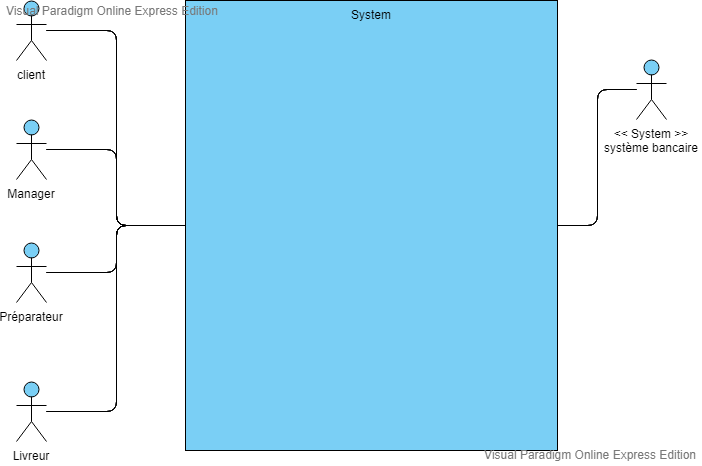 Visual Paradigm Online Express Edition
System
client
<< System >>
système bancaire
Manager
Préparateur
Livreur
Visual Paradigm Online Express Edition